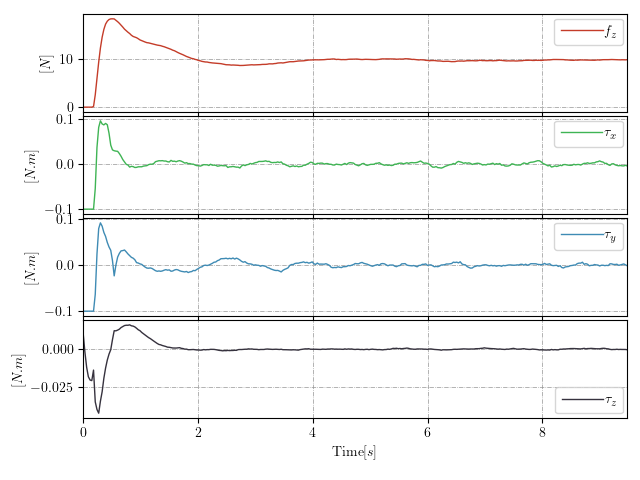 [N]
10
0
f_z
[N.m]
0.1
0.0
−0.1
τ_x
[N.m]
0.1
0.0
−0.1
τ_y
[N.m]
0.000
−0.025
τ_z
0 2 4 6 8
Time[s]